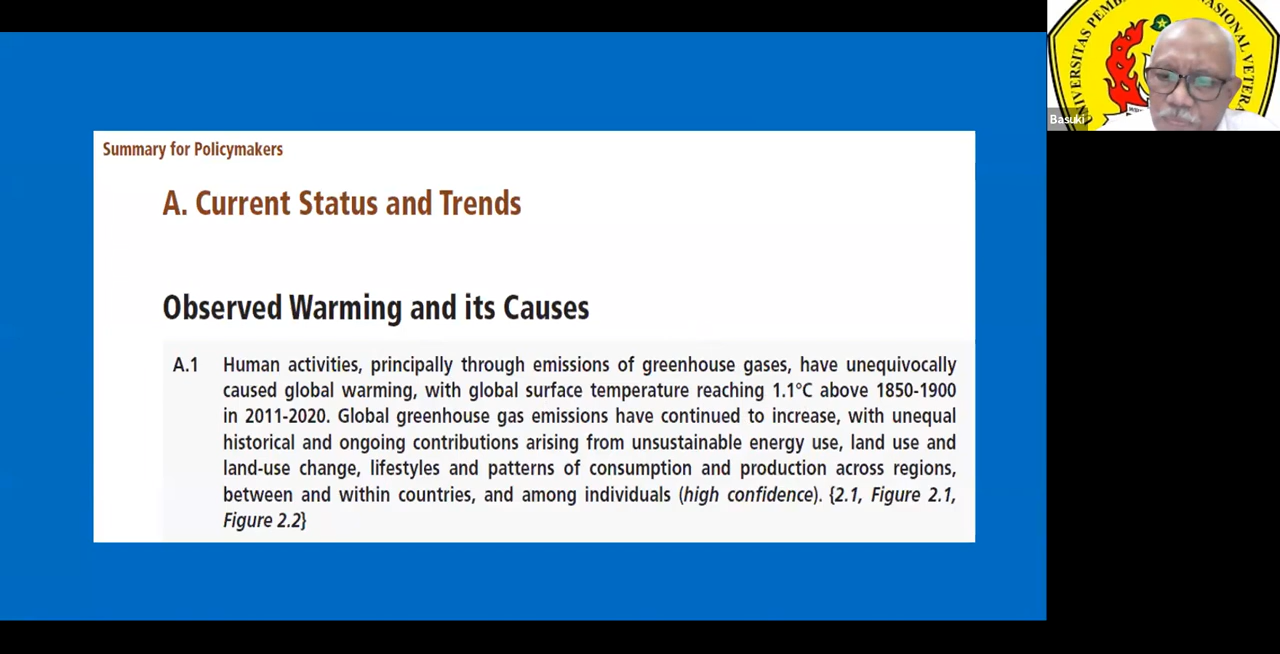 Summary for Policymakers
A. Current Status and Trends
Observed Warming and its Causes
A.1 Human activities, principally through emissions of greenhouse gases, have unequivocally
caused global warming, with global surface temperature reaching 1.1°C above 1850-1900
in 2011-2020. Global greenhouse gas emissions have continued to increase, with unequal
historical and ongoing contributions arising from unsustainable energy use, land use and
land-use change, lifestyles and patterns of consumption and production across regions,
between and within countries, and among individuals (high confidence). {2.1, Figure 2.1,
Figure 2.2}
Basuki